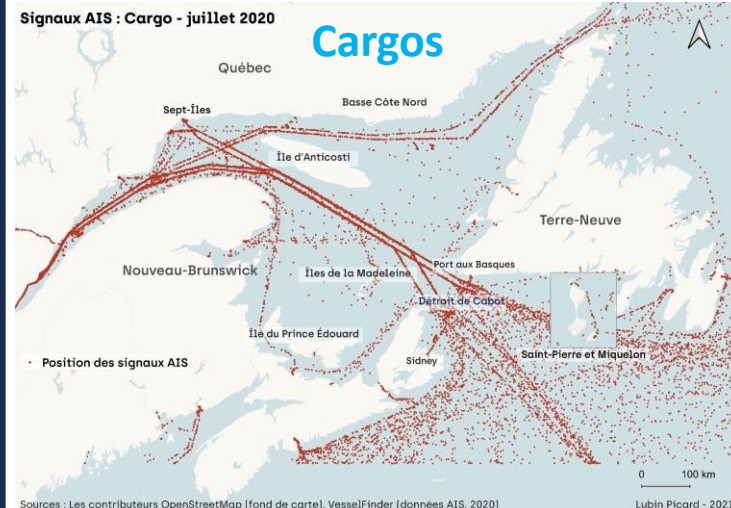 Signaux AIS : Cargo - juillet 2020
Cargos
Québec
Basse Côte Nord
Sept-Îles
Île d'Anticosti
Terre-Neuve
Nouveau-Brunswick
Îles de la Madeleine
Port aux Basques
Détroit de Cabot
Île du Prince Édouard
Sidney
Saint-Pierre et Miquelon
Position des signaux AIS
0 100 km
Sources : Les contributeurs OpenStreetMap [fond de carte], VesselFinder [données AIS, 2020]
Lubin Picard - 2021